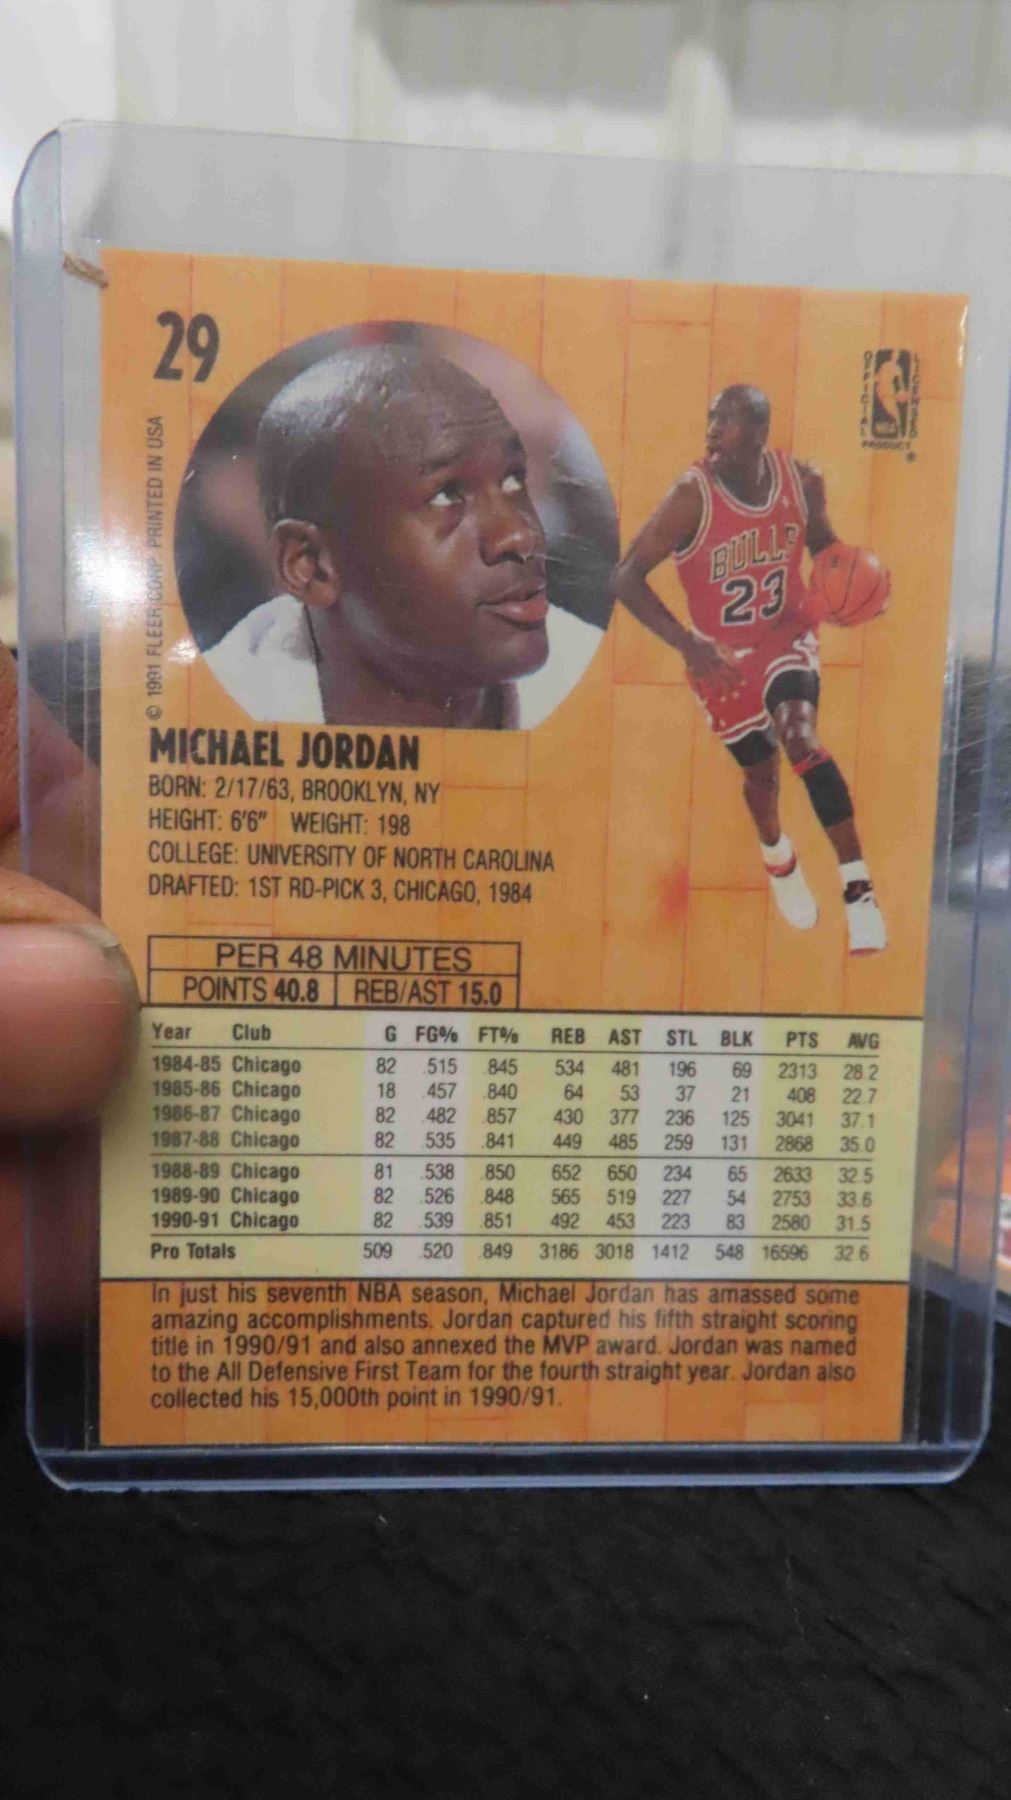 29
© 1991 FLEER CORP. PRINTED IN USA
OFFICIAL LICENSED
NBA
PRODUCT
®
BULLS
23
MICHAEL JORDAN
BORN: 2/17/63, BROOKLYN, NY
HEIGHT: 6'6" WEIGHT: 198
COLLEGE: UNIVERSITY OF NORTH CAROLINA
DRAFTED: 1ST RD-PICK 3, CHICAGO, 1984
PER 48 MINUTES
POINTS 40.8 REB/AST 15.0
Year Club G FG% FT% REB AST STL BLK PTS AVG
1984-85 Chicago 82 .515 .845 534 481 196 69 2313 28.2
1985-86 Chicago 18 .457 .840 64 53 37 21 408 22.7
1986-87 Chicago 82 .482 .857 430 377 236 125 3041 37.1
1987-88 Chicago 82 .535 .841 449 485 259 131 2868 35.0
1988-89 Chicago 81 .538 .850 652 650 234 65 2633 32.5
1989-90 Chicago 82 .526 .848 565 519 227 54 2753 33.6
1990-91 Chicago 82 .539 .851 492 453 223 83 2580 31.5
Pro Totals 509 .520 .849 3186 3018 1412 548 16596 32.6
In just his seventh NBA season, Michael Jordan has amassed some
amazing accomplishments. Jordan captured his fifth straight scoring
title in 1990/91 and also annexed the MVP award. Jordan was named
to the All Defensive First Team for the fourth straight year. Jordan also
collected his 15,000th point in 1990/91.